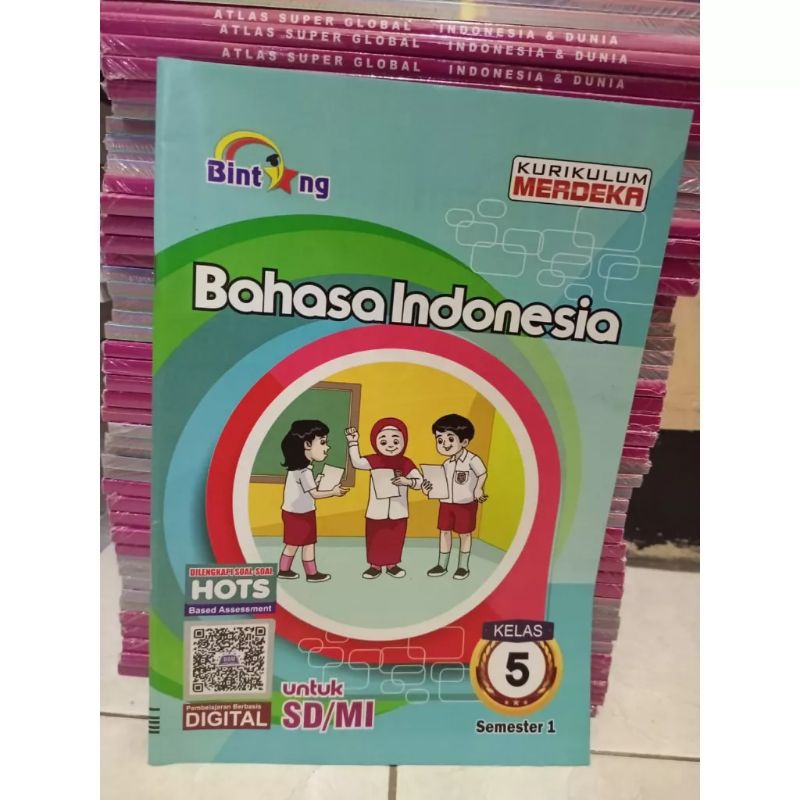 ATLAS SUPER GLOBAL INDONESIA & DUNIA
ATLAS SUPER GLOBAL INDONESIA & DUNIA
ATLAS SUPER GLOBAL INDONESIA & DUNIA
Bintang
KURIKULUM
MERDEKA
Bahasa Indonesia
DILENGKAPI SOAL-SOAL
HOTS
Based Assessment
Pembelajaran Berbasis
DIGITAL
untuk
SD/MI
KELAS
5
Semester 1